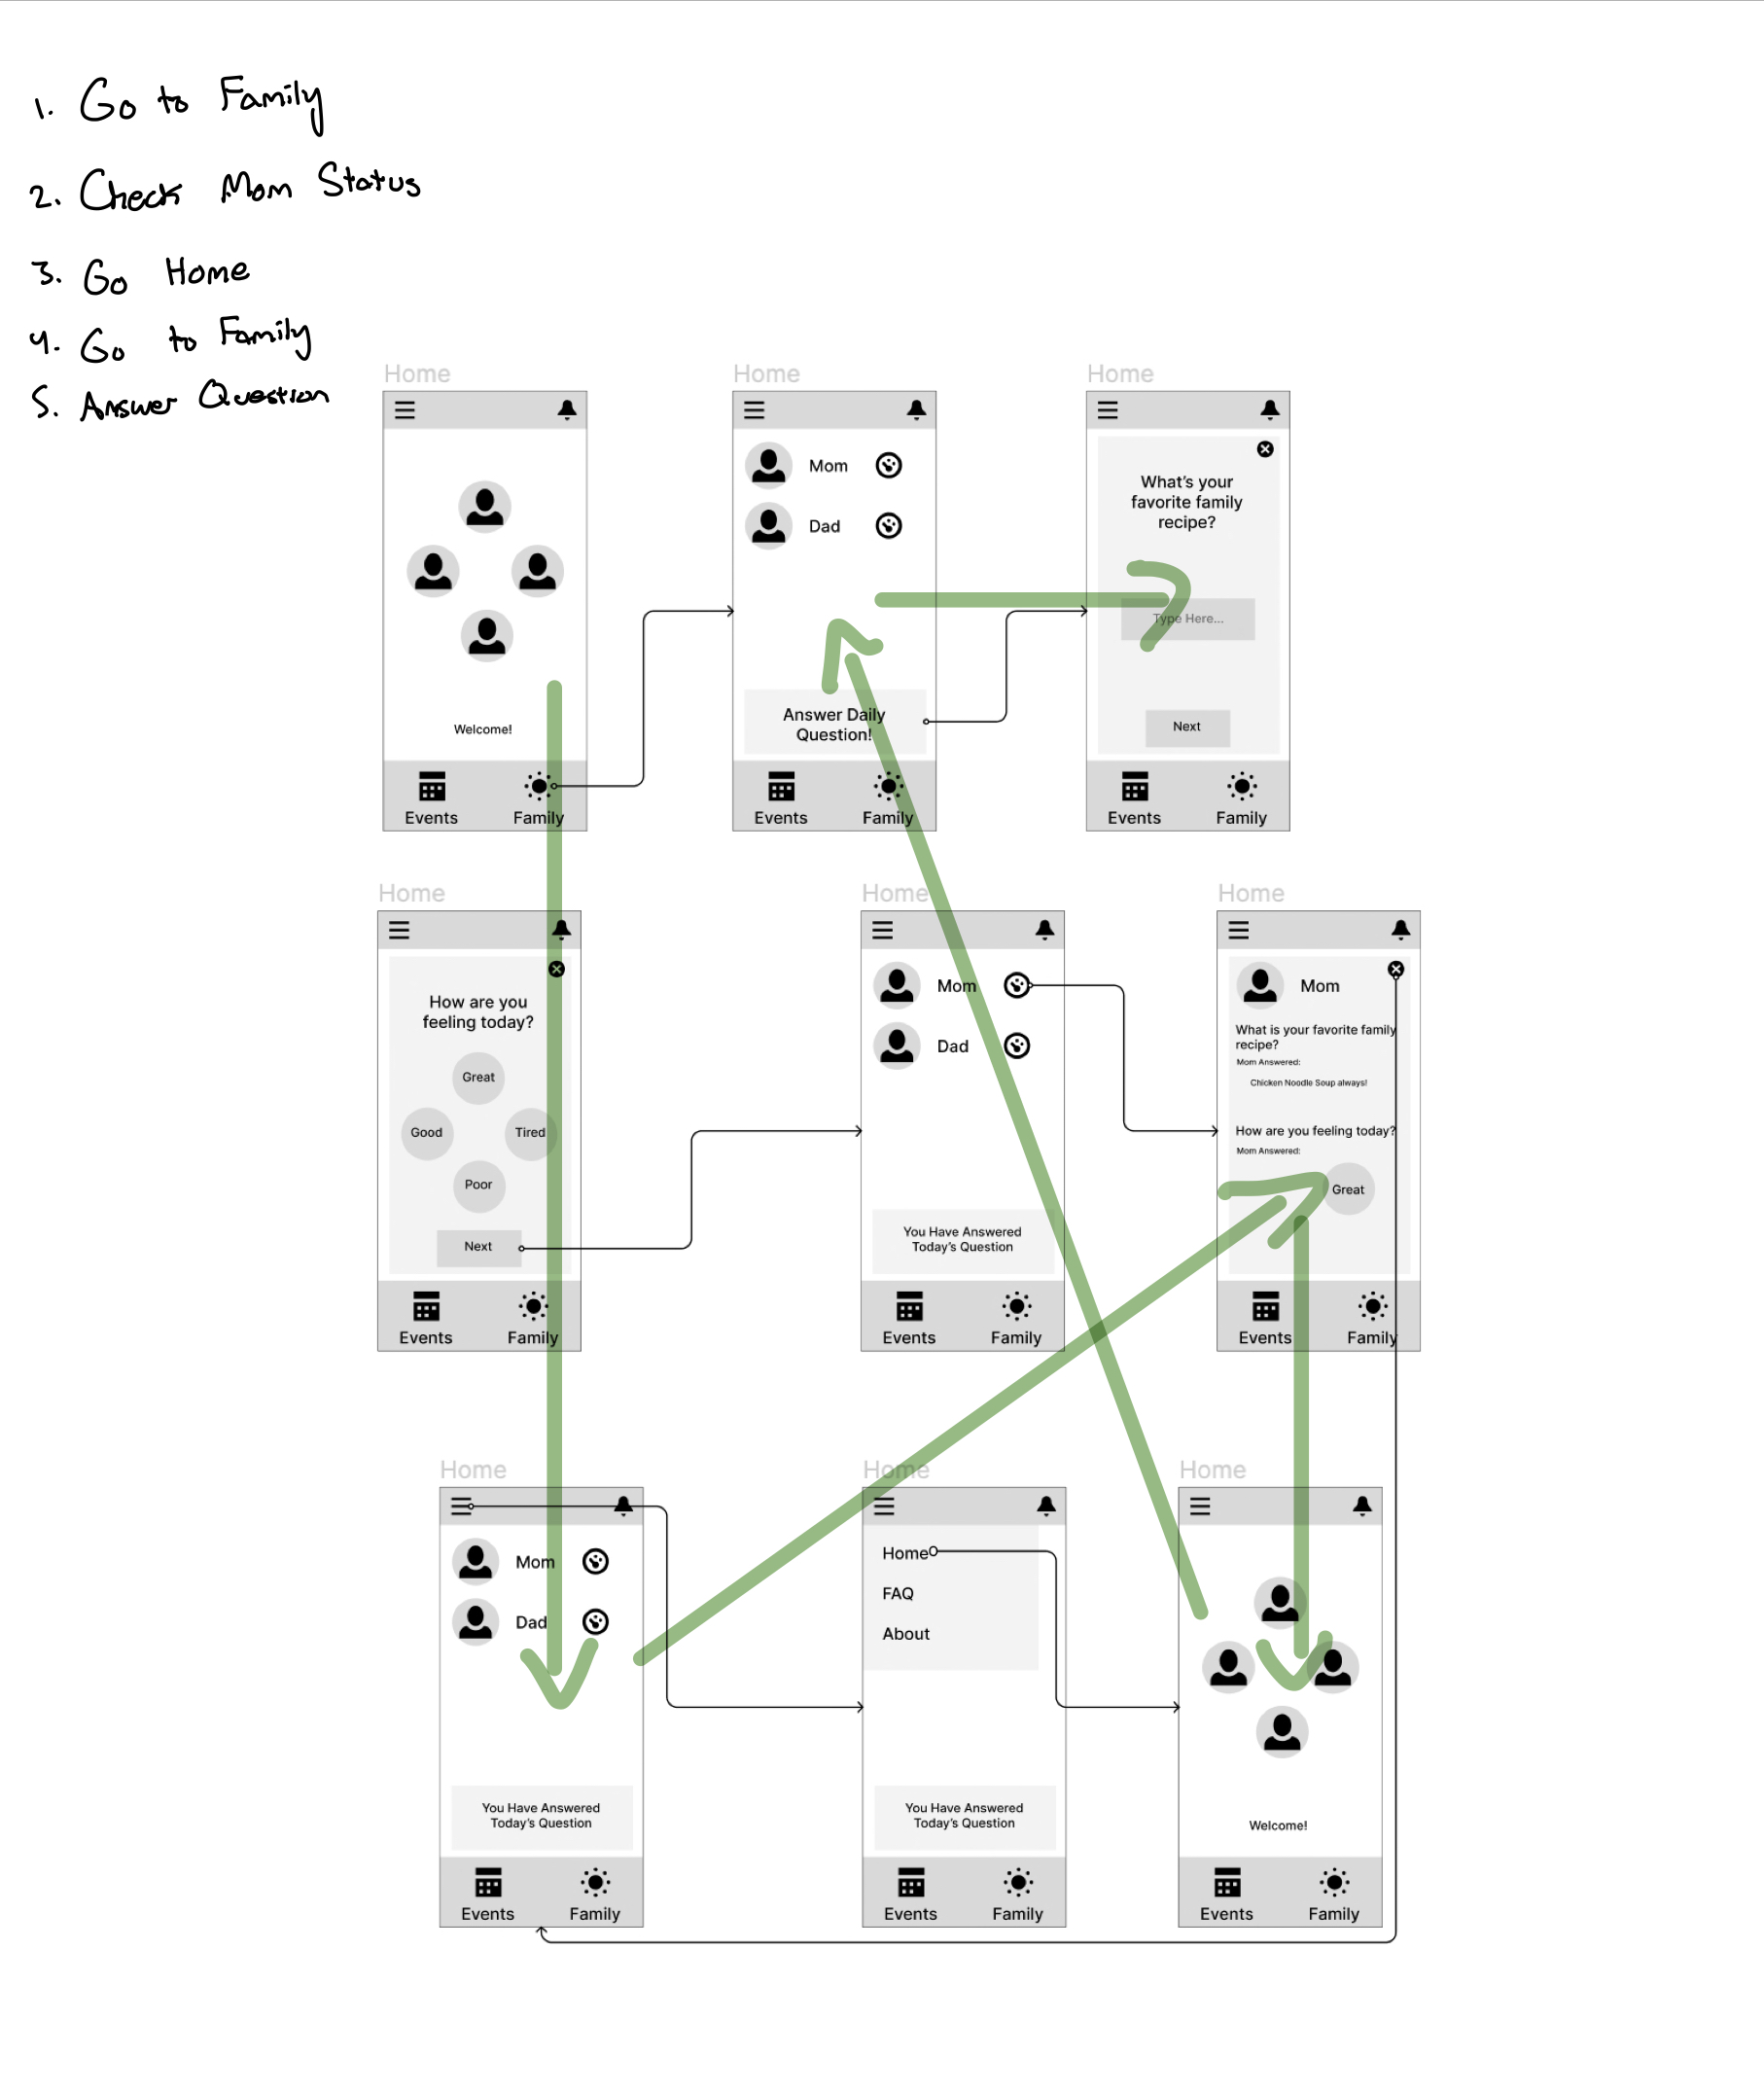 1. Go to Family
2. Check Mom Status
3. Go Home
4. Go to Family
5. Answer Question
Home
Welcome!
Events
Family
Home
Mom
Dad
Answer Daily
Question!
Events
Family
Home
What's your
favorite family
recipe?
Type Here...
Next
Events
Family
Home
How are you
feeling today?
Great
Good
Tired
Poor
Next
Events
Family
Home
Mom
Dad
You Have Answered
Today's Question
Events
Family
Home
Mom
What is your favorite family
recipe?
Mom Answered:
Chicken Noodle Soup always!
How are you feeling today?
Mom Answered:
Great
Events
Family
Home
Mom
Dad
You Have Answered
Today's Question
Events
Family
Home
Home
FAQ
About
You Have Answered
Today's Question
Events
Family
Home
Welcome!
Events
Family